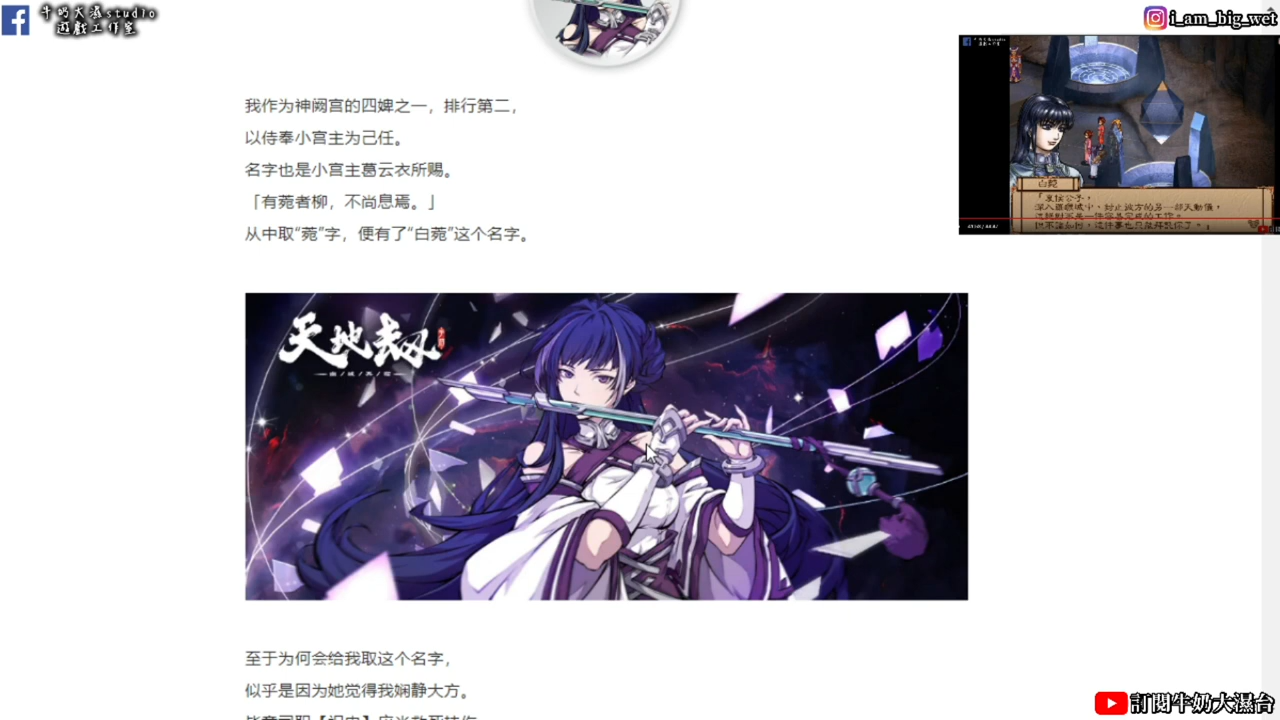 牛奶大濕studio
遊戲工作室
i_am_big_wet
我作为神阙宫的四婢之一，排行第二，
以侍奉小宫主为己任。
名字也是小宫主葛云衣所赐。
「有菀者柳，不尚息焉。」
从中取“菀”字，便有了“白菀”这个名字。
天地劫
白菀
至于为何会给我取这个名字，
似乎是因为她觉得我娴静大方。
訂閱牛奶大濕台